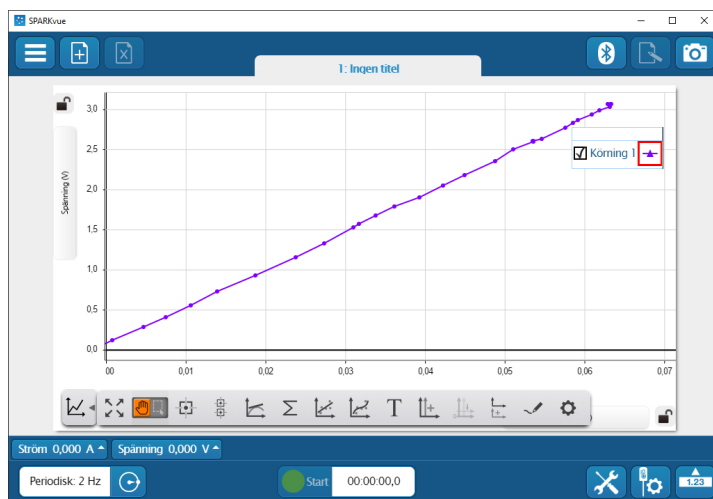 SPARKvue
1: Ingen titel
Spänning (V)
3,0
2,5
2,0
1,5
1,0
0,5
0,0
Körning 1
00
0,01
0,02
0,03
0,04
0,05
0,06
0,07
Σ
T
Ström 0,000 A
Spänning 0,000 V
Periodisk: 2 Hz
Start
00:00:00,0
1.23